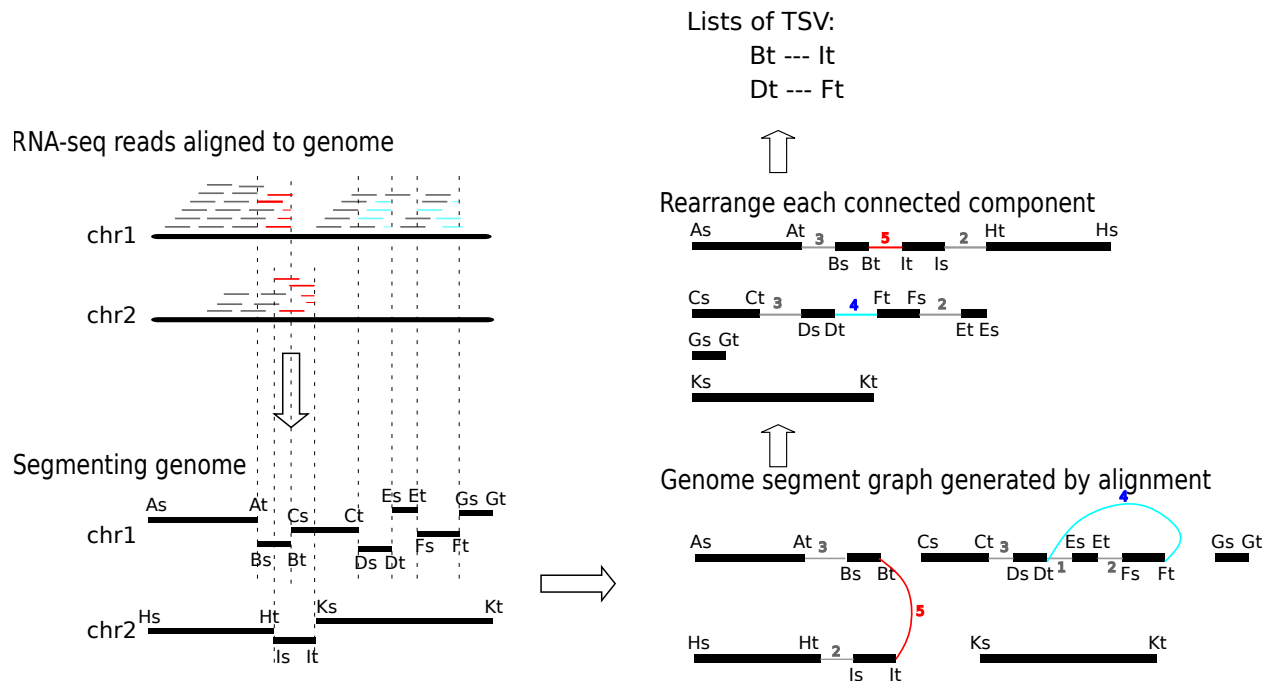 RNA-seq reads aligned to genome
chr1
chr2
Segmenting genome
As At Cs Ct Es Et Gs Gt
chr1
Bs Bt Ds Dt Fs Ft
Hs Ht Ks Kt
chr2
Is It
Genome segment graph generated by alignment
4
As At 3 Cs Ct 3 Es Et Gs Gt
Bs Bt Ds Dt 1 2 Fs Ft
5
Hs Ht 2 Ks Kt
Is It
Rearrange each connected component
As At 3 5 2 Ht Hs
Bs Bt It Is
Cs Ct 3 4 Ft Fs 2
Ds Dt Et Es
Gs Gt
Ks Kt
Lists of TSV:
Bt --- It
Dt --- Ft